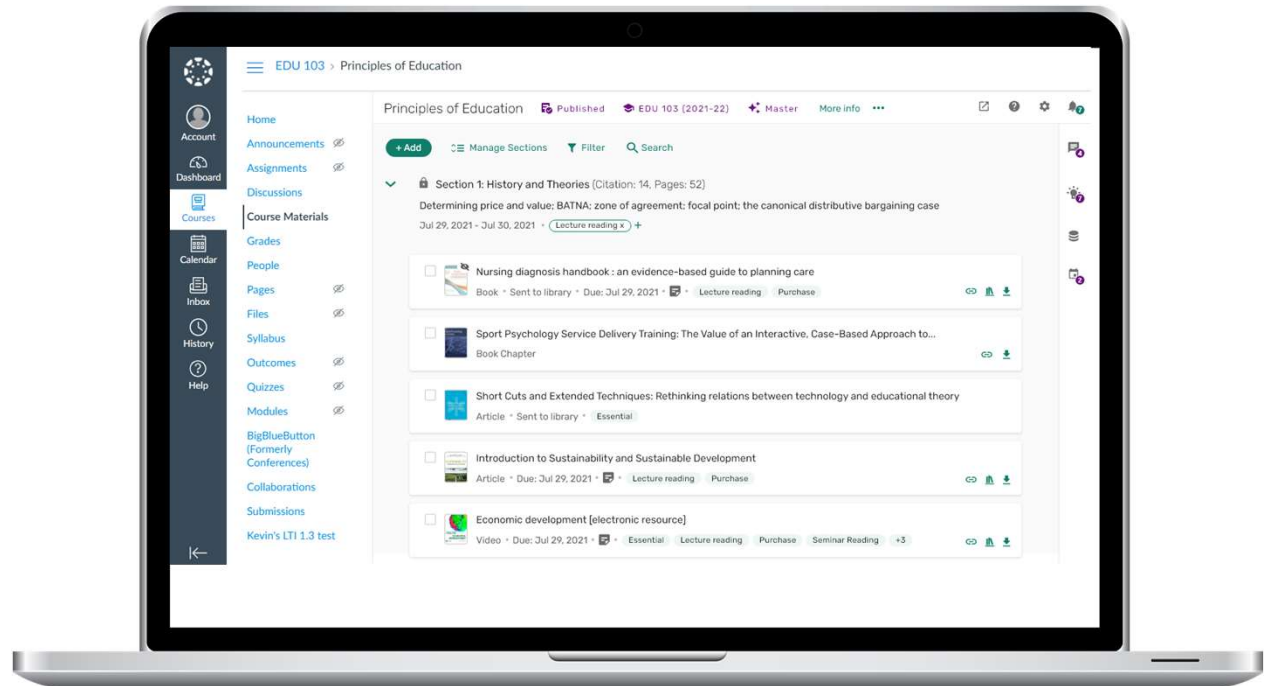 EDU 103 > Principles of Education
Account
Dashboard
Courses
Calendar
Inbox
History
Help
Home
Announcements
Assignments
Discussions
Course Materials
Grades
People
Pages
Files
Syllabus
Outcomes
Quizzes
Modules
BigBlueButton
(Formerly
Conferences)
Collaborations
Submissions
Kevin's LTI 1.3 test
Principles of Education Published EDU 103 (2021-22) Master More info •••
7
+ Add Manage Sections Filter Search
4
7
2
Section 1: History and Theories (Citation: 14, Pages: 52)
Determining price and value; BATNA; zone of agreement; focal point; the canonical distributive bargaining case
Jul 29, 2021 - Jul 30, 2021 • Lecture reading x +
Nursing diagnosis handbook : an evidence-based guide to planning care
Book • Sent to library • Due: Jul 29, 2021 • • Lecture reading Purchase
Sport Psychology Service Delivery Training: The Value of an Interactive, Case-Based Approach to...
Book Chapter
Short Cuts and Extended Techniques: Rethinking relations between technology and educational theory
Article • Sent to library • Essential
Introduction to Sustainability and Sustainable Development
Article • Due: Jul 29, 2021 • • Lecture reading Purchase
Economic development [electronic resource]
Video • Due: Jul 29, 2021 • • Essential Lecture reading Purchase Seminar Reading +3